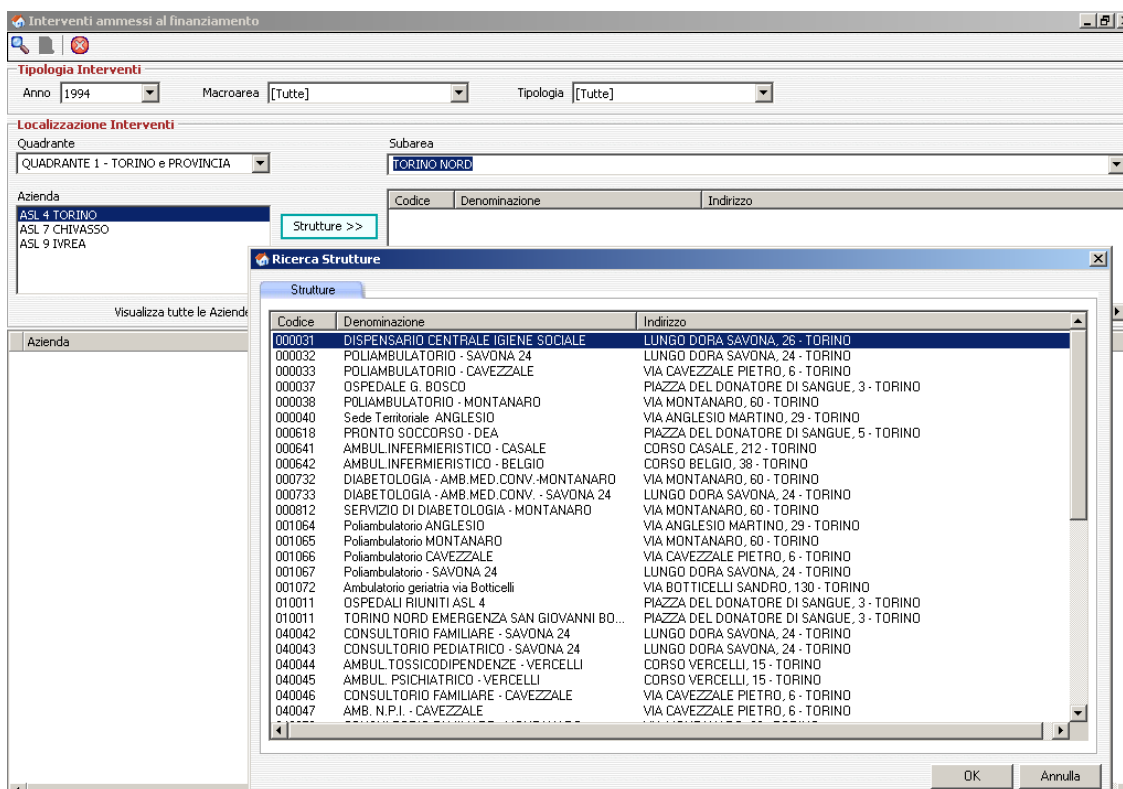 Interventi ammessi al finanziamento
Tipologia Interventi
Anno 1994 Macroarea [Tutte] Tipologia [Tutte]
Localizzazione Interventi
Quadrante Subarea
QUADRANTE 1 - TORINO e PROVINCIA TORINO NORD
Azienda Codice Denominazione Indirizzo
ASL 4 TORINO
ASL 7 CHIVASSO
ASL 9 IVREA
Strutture >>
Visualizza tutte le Aziende
Azienda
Ricerca Strutture
Strutture
Codice Denominazione Indirizzo
000031 DISPENSARIO CENTRALE IGIENE SOCIALE LUNGO DORA SAVONA, 26 - TORINO
000032 POLIAMBULATORIO - SAVONA 24 LUNGO DORA SAVONA, 24 - TORINO
000033 POLIAMBULATORIO - CAVEZZALE VIA CAVEZZALE PIETRO, 6 - TORINO
000037 OSPEDALE G. BOSCO PIAZZA DEL DONATORE DI SANGUE, 3 - TORINO
000038 POLIAMBULATORIO - MONTANARO VIA MONTANARO, 60 - TORINO
000040 Sede Territoriale ANGLESIO VIA ANGLESIO MARTINO, 29 - TORINO
000618 PRONTO SOCCORSO - DEA PIAZZA DEL DONATORE DI SANGUE, 5 - TORINO
000641 AMBUL.INFERMIERISTICO - CASALE CORSO CASALE, 212 - TORINO
000642 AMBUL.INFERMIERISTICO - BELGIO CORSO BELGIO, 38 - TORINO
000732 DIABETOLOGIA - AMB.MED.CONV.-MONTANARO VIA MONTANARO, 60 - TORINO
000733 DIABETOLOGIA - AMB.MED.CONV. - SAVONA 24 LUNGO DORA SAVONA, 24 - TORINO
000812 SERVIZIO DI DIABETOLOGIA - MONTANARO VIA MONTANARO, 60 - TORINO
001064 Poliambulatorio ANGLESIO VIA ANGLESIO MARTINO, 29 - TORINO
001065 Poliambulatorio MONTANARO VIA MONTANARO, 60 - TORINO
001066 Poliambulatorio CAVEZZALE VIA CAVEZZALE PIETRO, 6 - TORINO
001067 Poliambulatorio - SAVONA 24 LUNGO DORA SAVONA, 24 - TORINO
001072 Ambulatorio geriatria via Botticelli VIA BOTTICELLI SANDRO, 130 - TORINO
010011 OSPEDALI RIUNITI ASL 4 PIAZZA DEL DONATORE DI SANGUE, 3 - TORINO
010011 TORINO NORD EMERGENZA SAN GIOVANNI BO... PIAZZA DEL DONATORE DI SANGUE, 3 - TORINO
040042 CONSULTORIO FAMILIARE - SAVONA 24 LUNGO DORA SAVONA, 24 - TORINO
040043 CONSULTORIO PEDIATRICO - SAVONA 24 LUNGO DORA SAVONA, 24 - TORINO
040044 AMBUL.TOSSICODIPENDENZE - VERCELLI CORSO VERCELLI, 15 - TORINO
040045 AMBUL. PSICHIATRICO - VERCELLI CORSO VERCELLI, 15 - TORINO
040046 CONSULTORIO FAMILIARE - CAVEZZALE VIA CAVEZZALE PIETRO, 6 - TORINO
040047 AMB. N.P.I. - CAVEZZALE VIA CAVEZZALE PIETRO, 6 - TORINO
OK Annulla